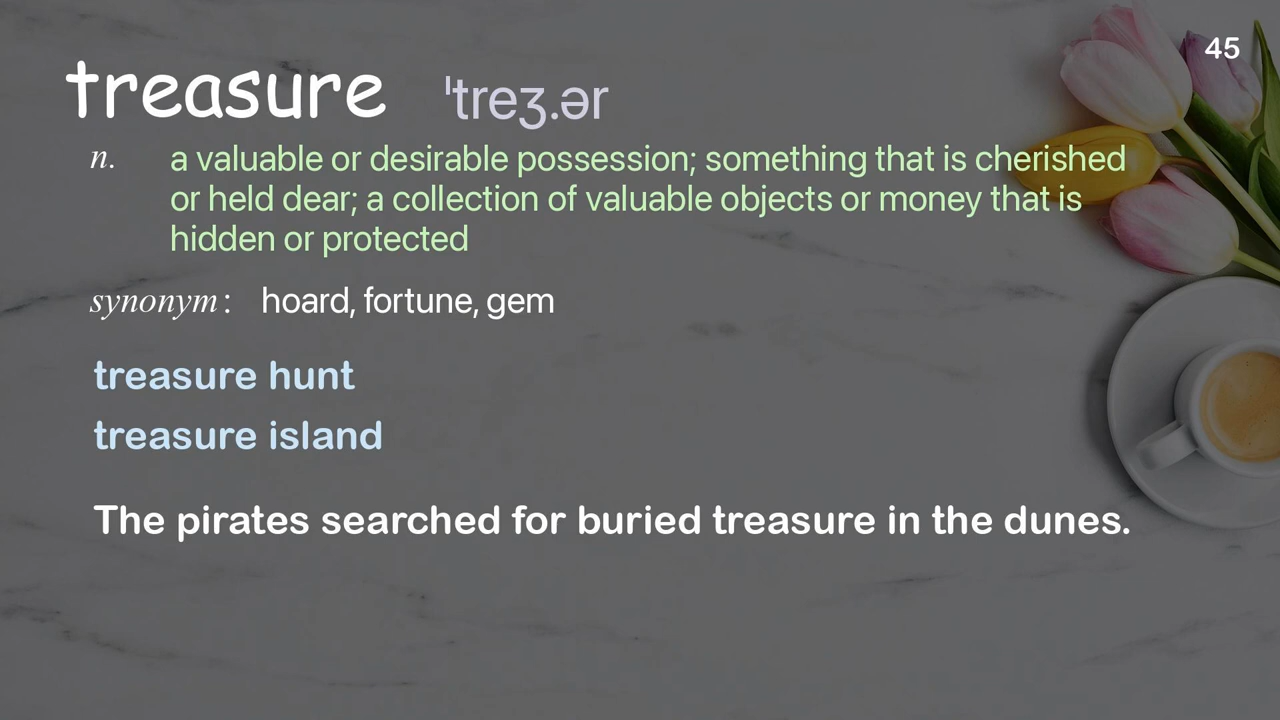 45
treasure ˈtreʒ.ər
n. a valuable or desirable possession; something that is cherished
or held dear; a collection of valuable objects or money that is
hidden or protected
synonym: hoard, fortune, gem
treasure hunt
treasure island
The pirates searched for buried treasure in the dunes.